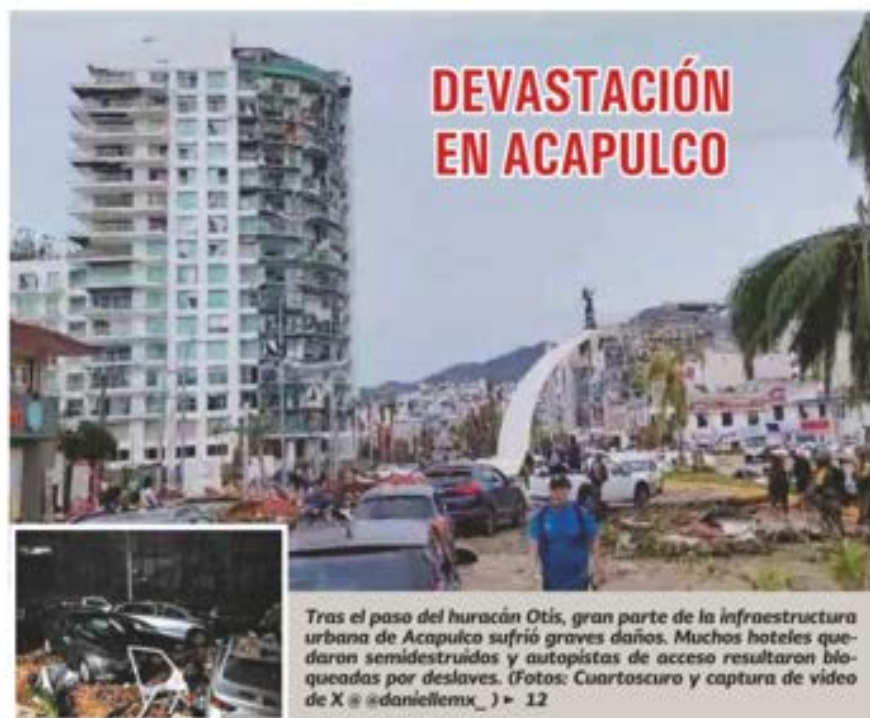 DEVASTACIÓN
EN ACAPULCO
Tras el paso del huracán Otis, gran parte de la infraestructura
urbana de Acapulco sufrió graves daños. Muchos hoteles que-
daron semidestruidos y autopistas de acceso resultaron blo-
queadas por deslaves. (Fotos: Cuartoscuro y captura de video
de X @ @daniellemx_ ) ► 12